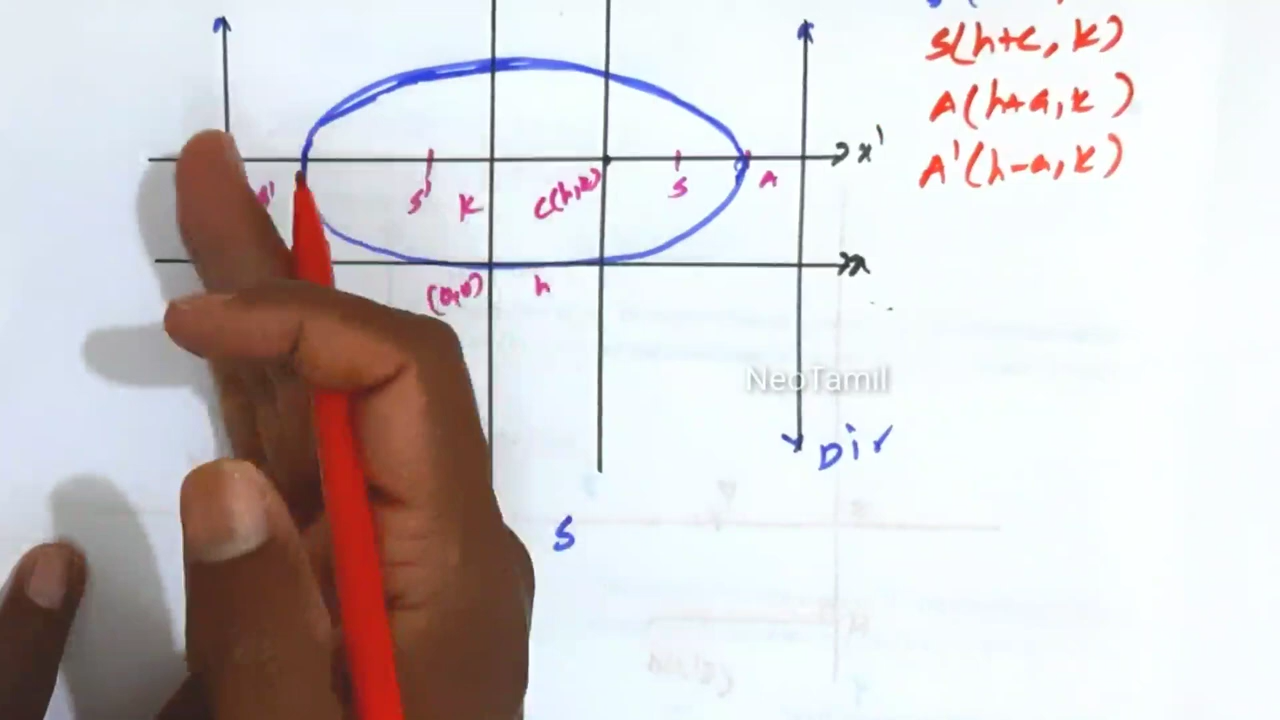 S(h+c, k)
A(h+a, k)
A'(h-a, k)
x'
A'
S'
k
C(h,k)
S
A
x
(0,0)
h
NeoTamil
Dir
S